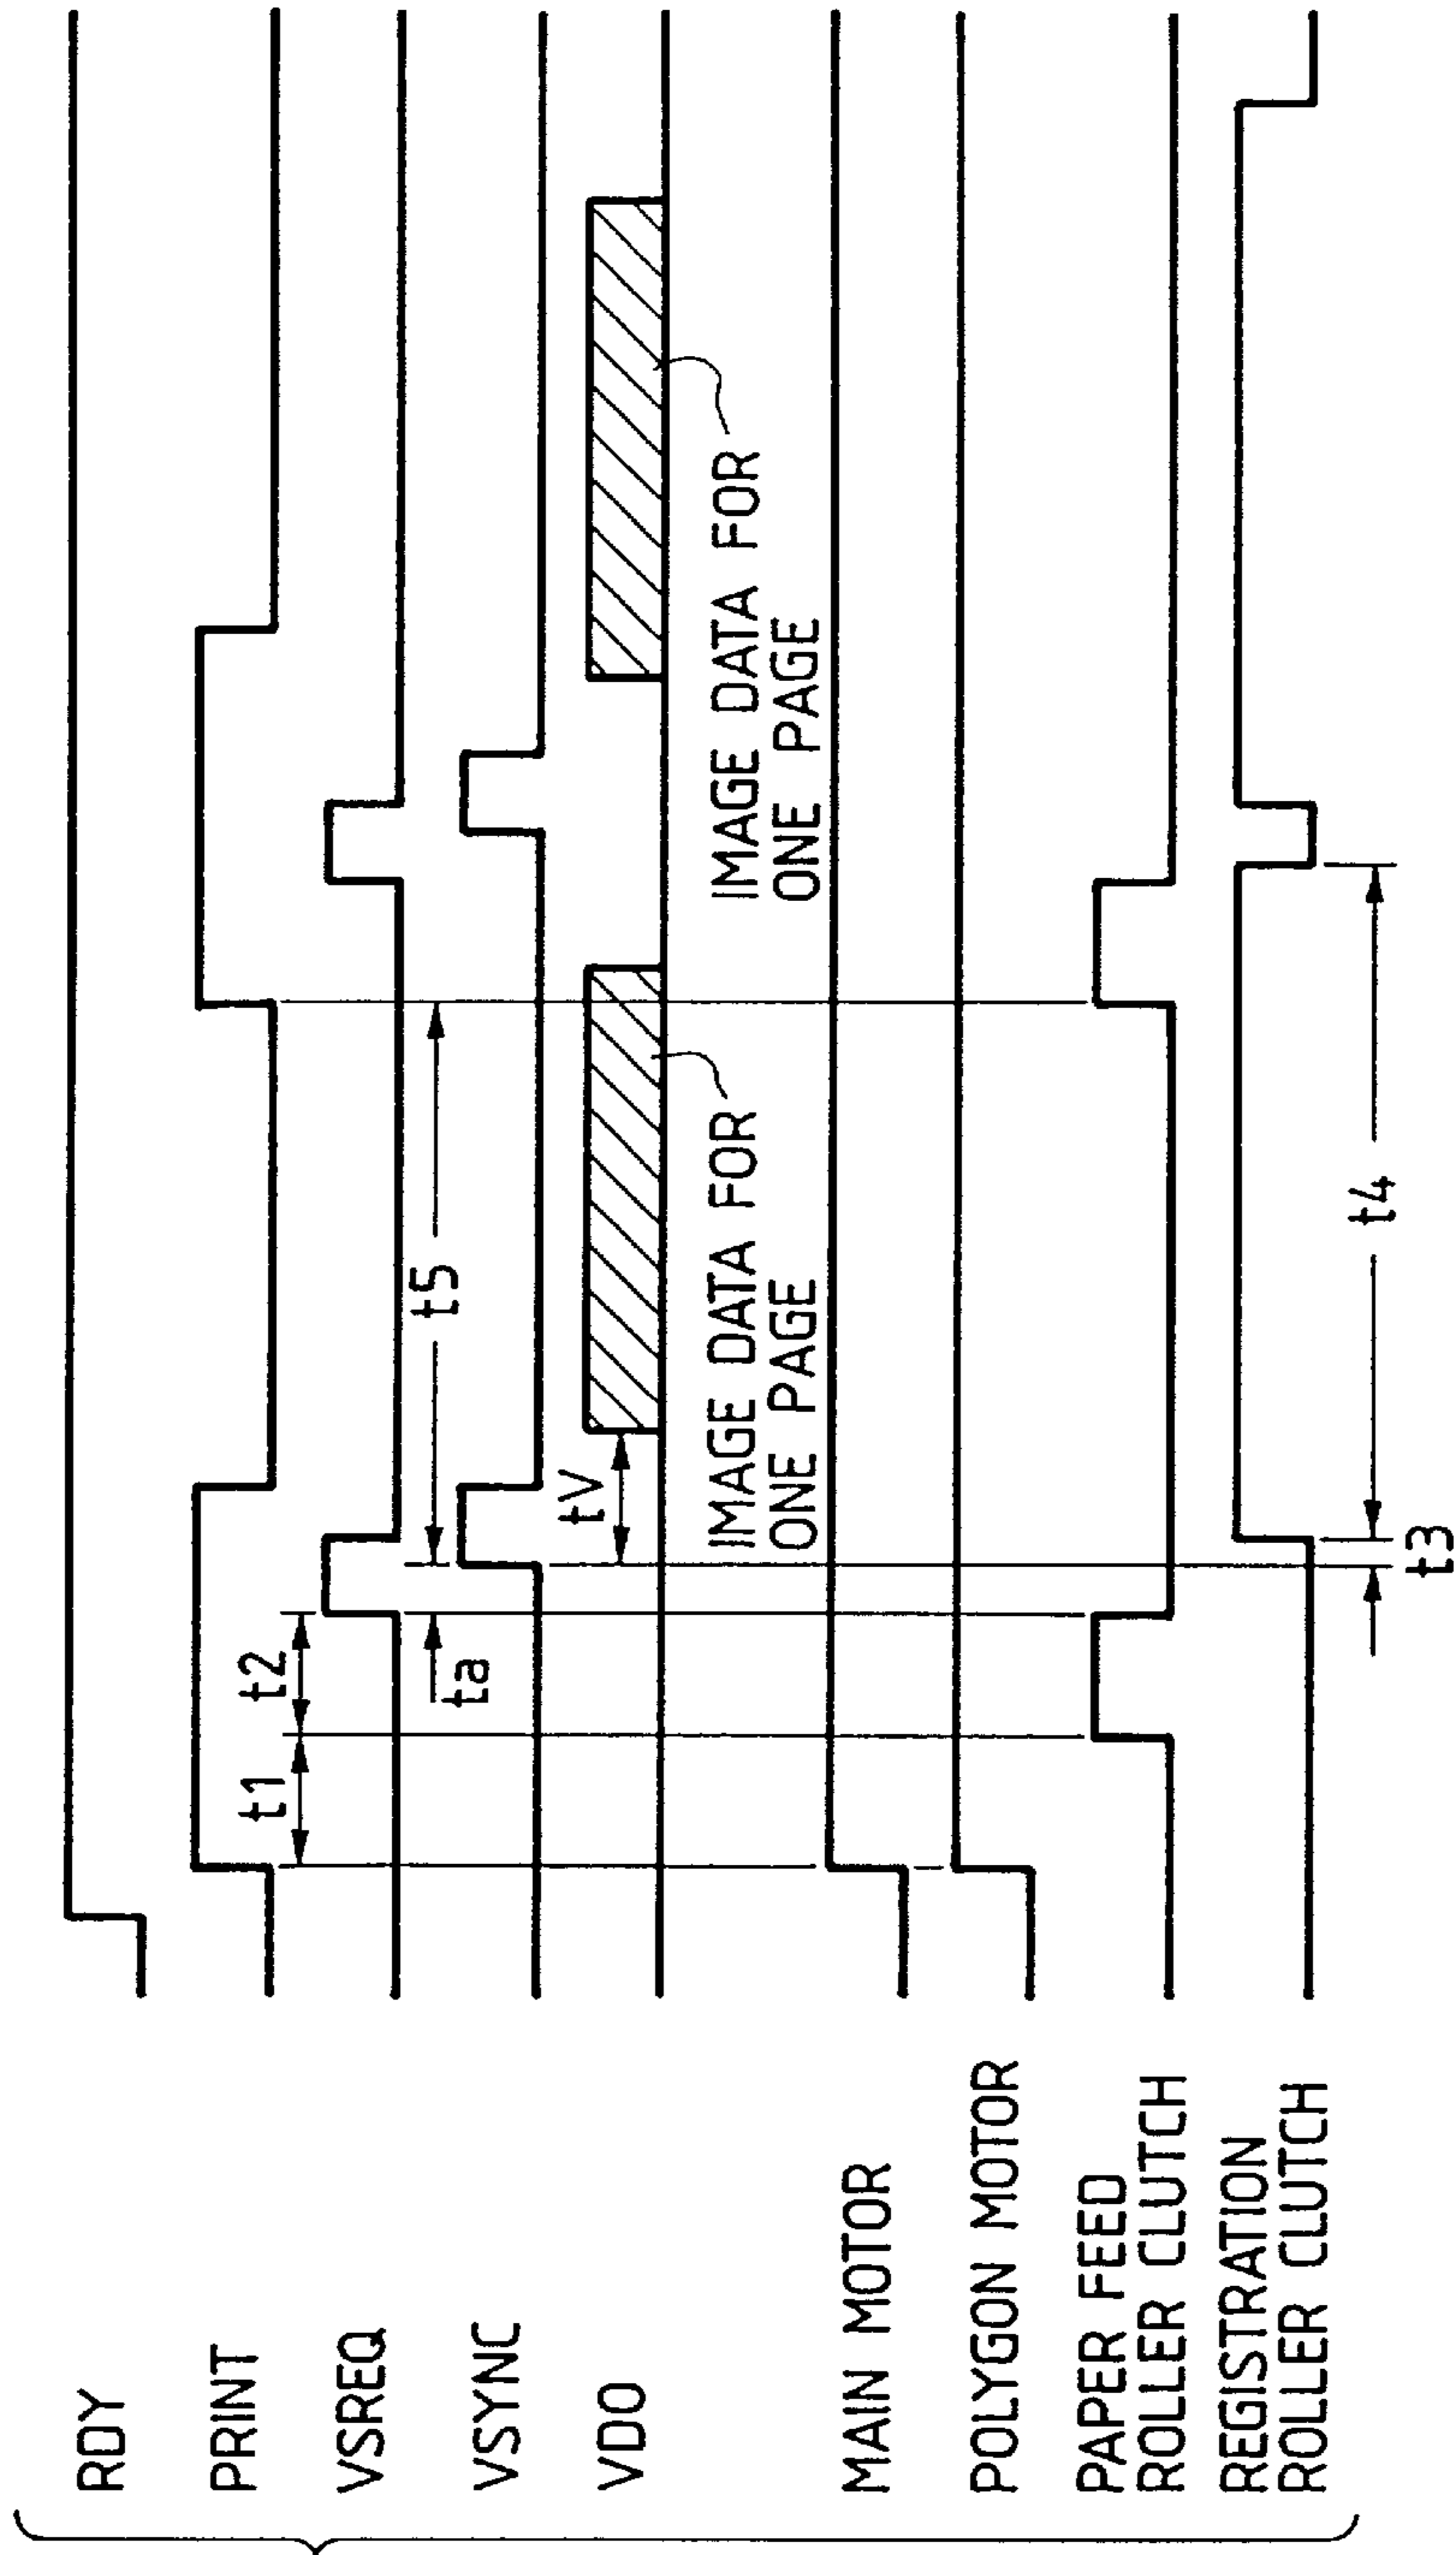 RDY
PRINT
VSREQ
VSYNC
VDO
MAIN MOTOR
POLYGON MOTOR
PAPER FEED
ROLLER CLUTCH
REGISTRATION
ROLLER CLUTCH
t1
t2
ta
t5
tV
IMAGE DATA FOR
ONE PAGE
IMAGE DATA FOR
ONE PAGE
t3
t4